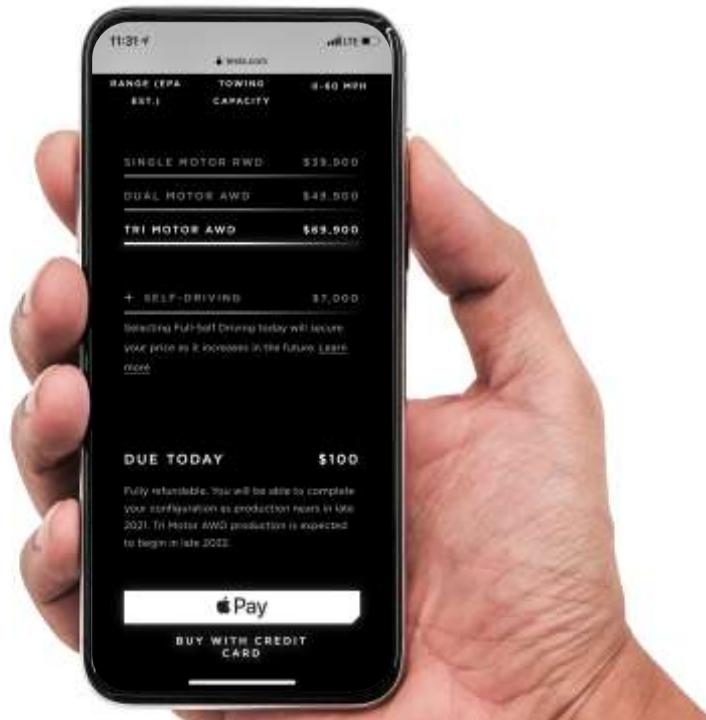 11:31
LTE
tesla.com
RANGE (EPA EST.) TOWING CAPACITY 0-60 MPH
SINGLE MOTOR RWD $39,900
DUAL MOTOR AWD $49,900
TRI MOTOR AWD $69,900
+ SELF-DRIVING $7,000
Selecting Full-Self Driving today will secure
your price as it increases in the future. Learn
more
DUE TODAY $100
Fully refundable. You will be able to complete
your configuration as production nears in late
2021. Tri Motor AWD production is expected
to begin in late 2022.
Pay
BUY WITH CREDIT
CARD